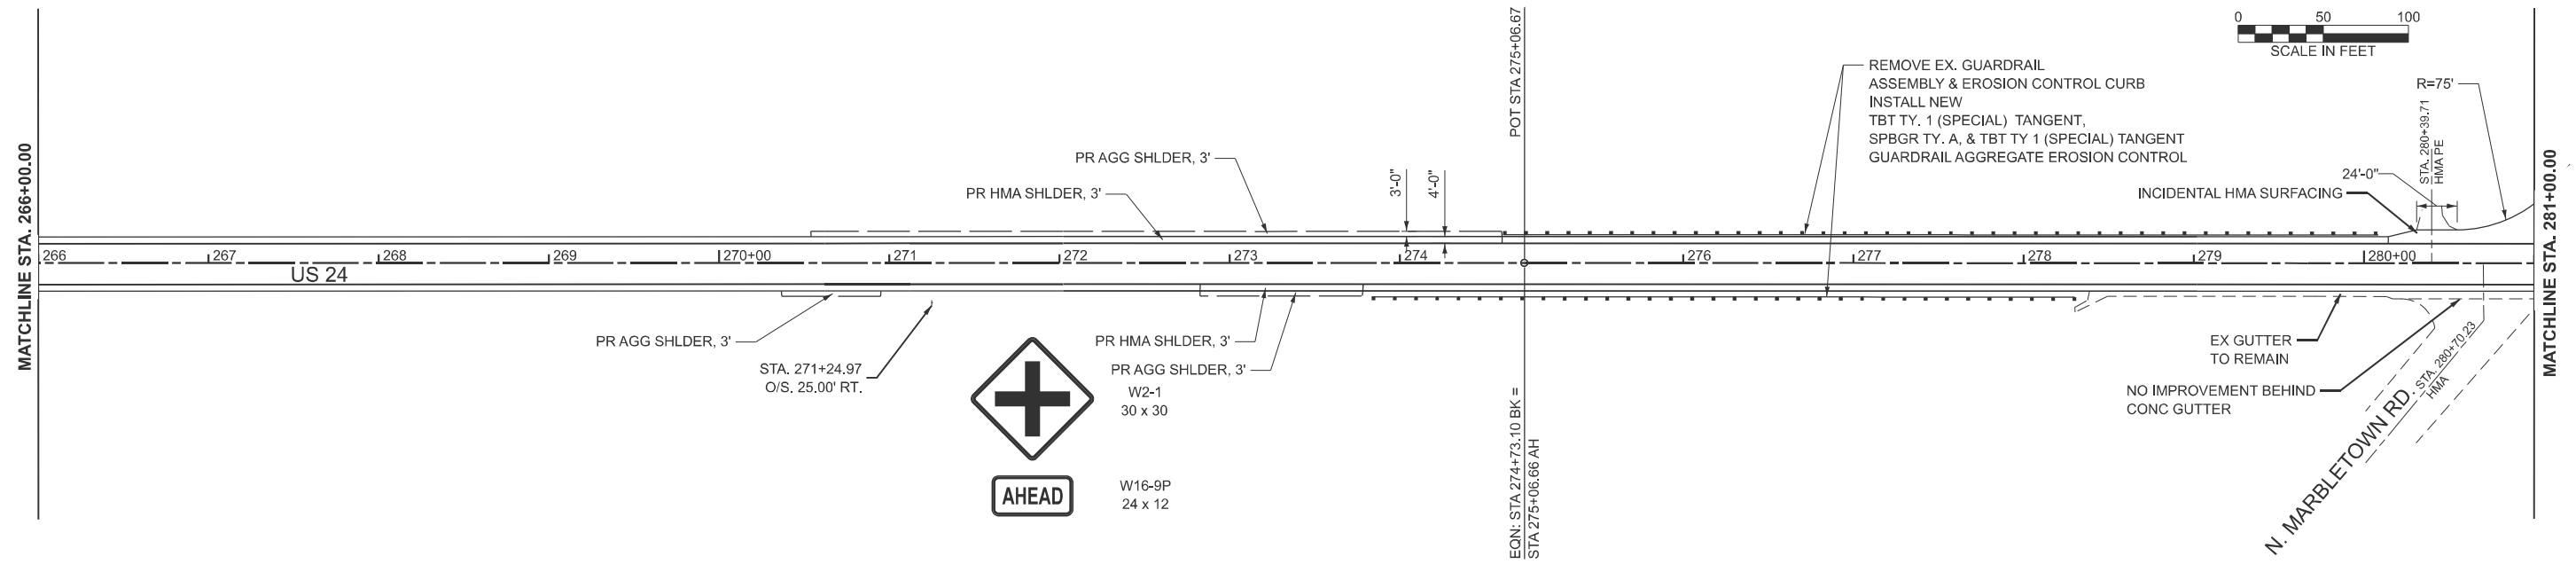 MATCHLINE STA. 266+00.00
266
267
268
269
270+00
271
272
273
274
276
277
278
279
280+00
US 24
PR AGG SHLDER, 3'
PR HMA SHLDER, 3'
3'-0"
4'-0"
POT STA 275+06.67
REMOVE EX. GUARDRAIL
ASSEMBLY & EROSION CONTROL CURB
INSTALL NEW
TBT TY. 1 (SPECIAL) TANGENT,
SPBGR TY. A, & TBT TY 1 (SPECIAL) TANGENT
GUARDRAIL AGGREGATE EROSION CONTROL
0 50 100
SCALE IN FEET
R=75'
STA. 280+39.71
HMA PE
24'-0"
INCIDENTAL HMA SURFACING
MATCHLINE STA. 281+00.00
PR AGG SHLDER, 3'
STA. 271+24.97
O/S. 25.00' RT.
PR HMA SHLDER, 3'
PR AGG SHLDER, 3'
W2-1
30 x 30
AHEAD
W16-9P
24 x 12
EQN: STA 274+73.10 BK =
STA 275+06.66 AH
EX GUTTER
TO REMAIN
NO IMPROVEMENT BEHIND
CONC GUTTER
N. MARBLETOWN RD.
STA. 280+70.23
HMA